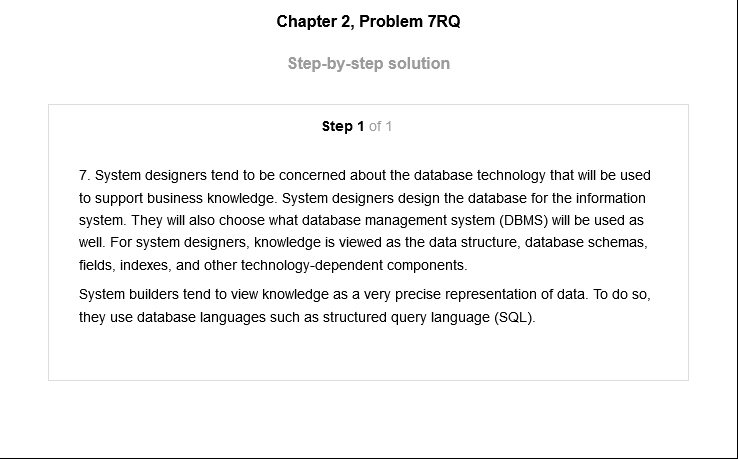 Chapter 2, Problem 7RQ
Step-by-step solution
Step 1 of 1
7. System designers tend to be concerned about the database technology that will be used
to support business knowledge. System designers design the database for the information
system. They will also choose what database management system (DBMS) will be used as
well. For system designers, knowledge is viewed as the data structure, database schemas,
fields, indexes, and other technology-dependent components.
System builders tend to view knowledge as a very precise representation of data. To do so,
they use database languages such as structured query language (SQL).